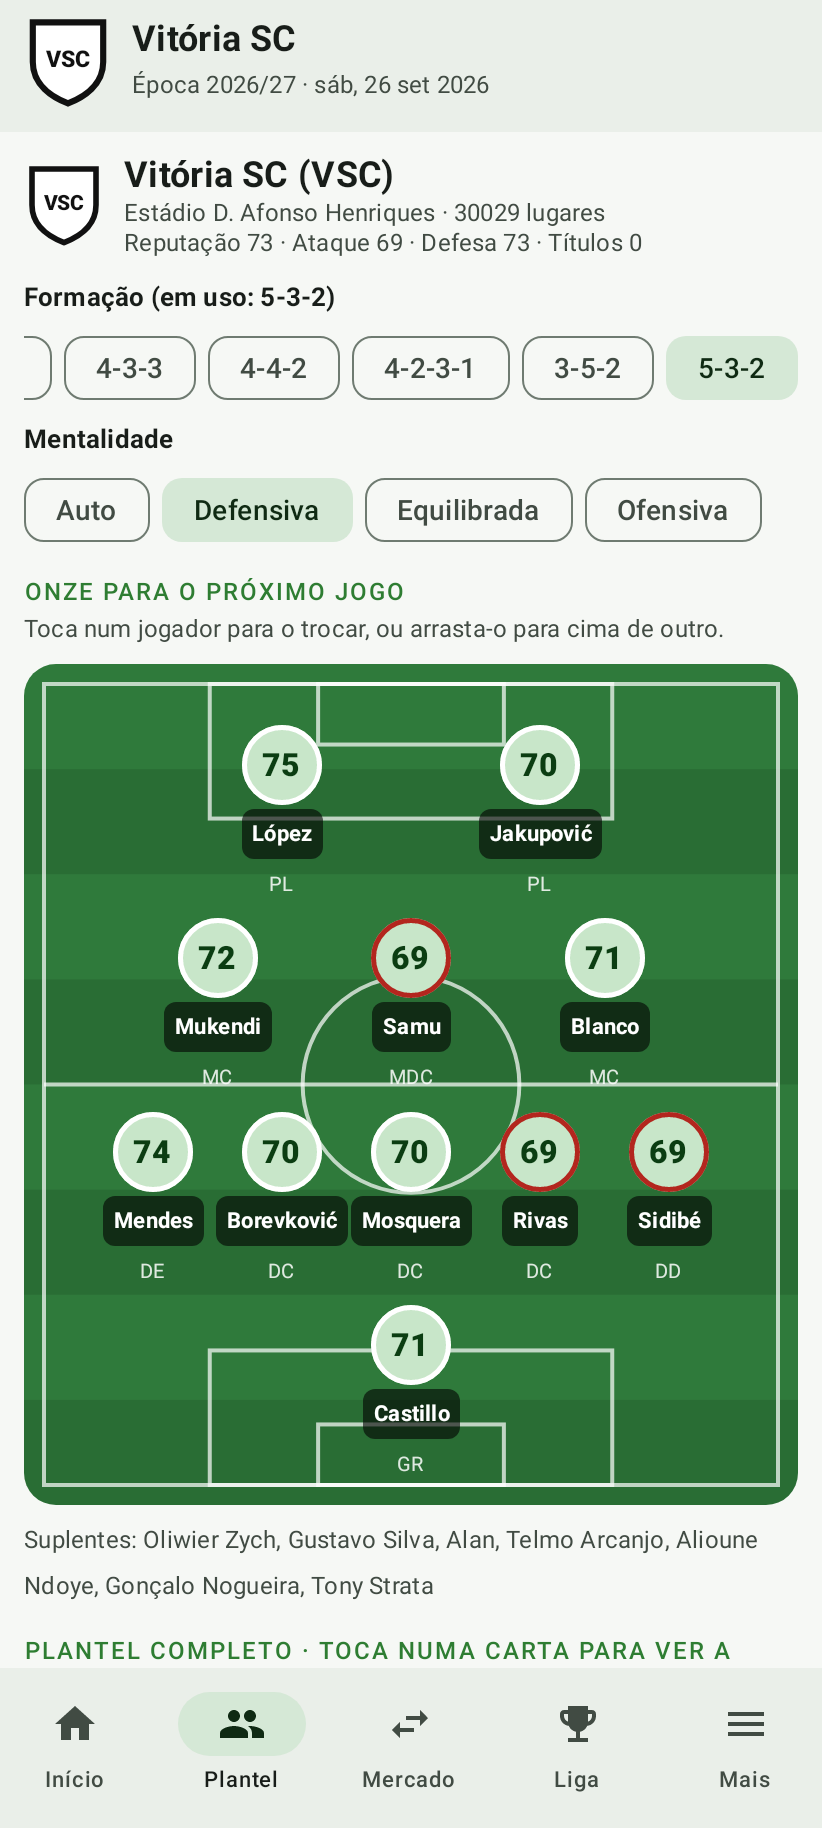 VSC
Vitória SC
Época 2026/27 · sáb, 26 set 2026
VSC
Vitória SC (VSC)
Estádio D. Afonso Henriques · 30029 lugares
Reputação 73 · Ataque 69 · Defesa 73 · Títulos 0
Formação (em uso: 5-3-2)
4-3-3 4-4-2 4-2-3-1 3-5-2 5-3-2
Mentalidade
Auto Defensiva Equilibrada Ofensiva
ONZE PARA O PRÓXIMO JOGO
Toca num jogador para o trocar, ou arrasta-o para cima de outro.
75 70
López Jakupović
PL PL
72 69 71
Mukendi Samu Blanco
MC MDC MC
74 70 70 69 69
Mendes Borevković Mosquera Rivas Sidibé
DE DC DC DC DD
71
Castillo
GR
Suplentes: Oliwier Zych, Gustavo Silva, Alan, Telmo Arcanjo, Alioune
Ndoye, Gonçalo Nogueira, Tony Strata
PLANTEL COMPLETO · TOCA NUMA CARTA PARA VER A
Início Plantel Mercado Liga Mais